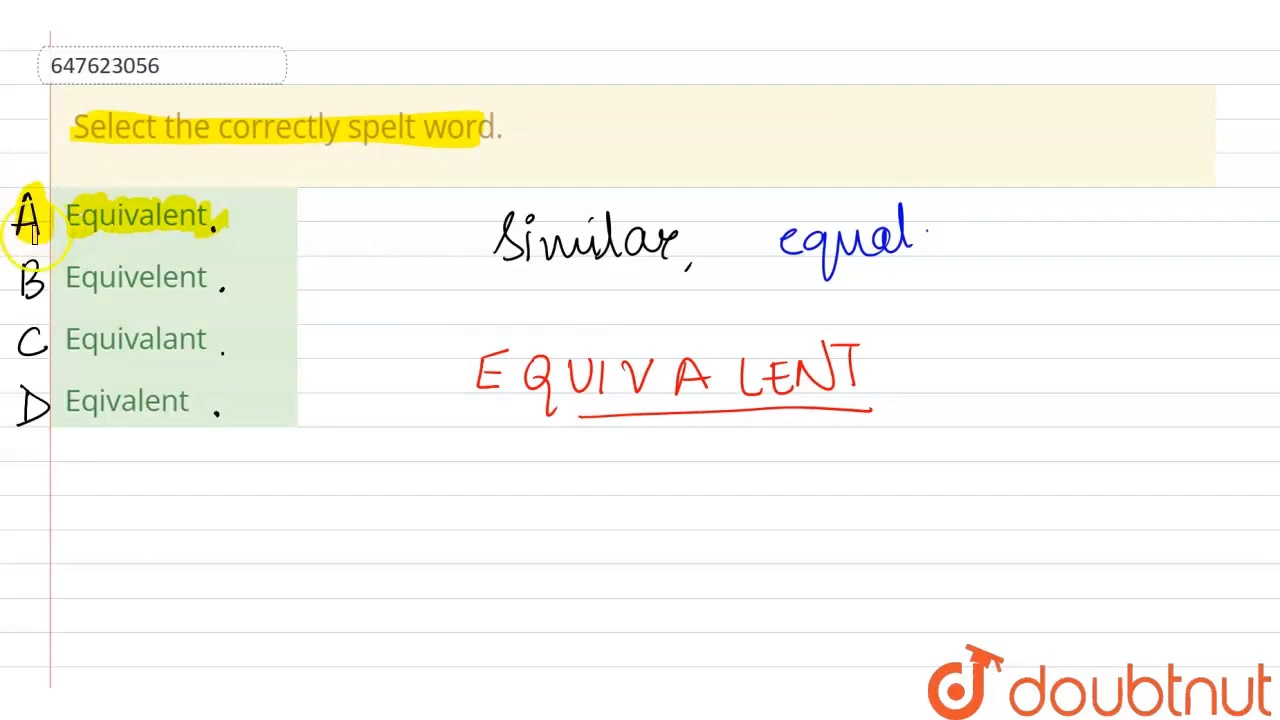 647623056
Select the correctly spelt word.
A Equivalent.
similar, equal
B Equivelent.
C Equivalant.
EQUIVALENT
D Eqivalent.
doubtnut